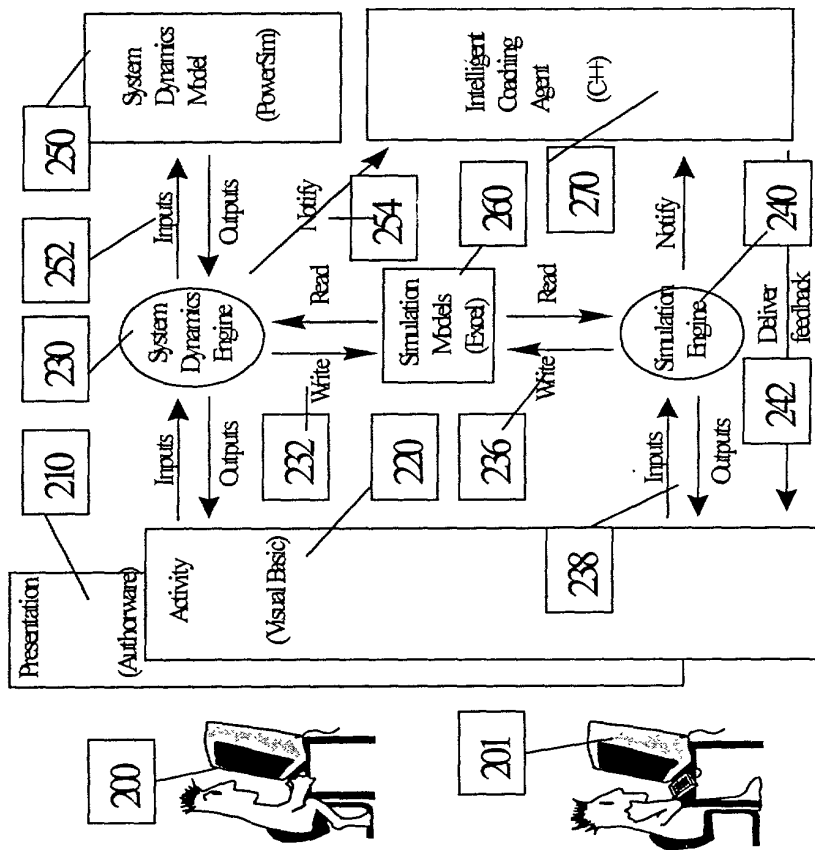 210
230
252
250
Presentation
(Authorware)
Activity
(Visual Basic)
Inputs
Outputs
System
Dynamics
Engine
Inputs
Outputs
System
Dynamics
Model
(PowerSim)
200
232
Write
Read
Notify
254
220
Simulation
Models
(Excel)
260
Intelligent
Coaching
Agent
(C++)
236
Write
Read
270
238
Inputs
Outputs
Simulation
Engine
Notify
240
201
242
Deliver
feedback